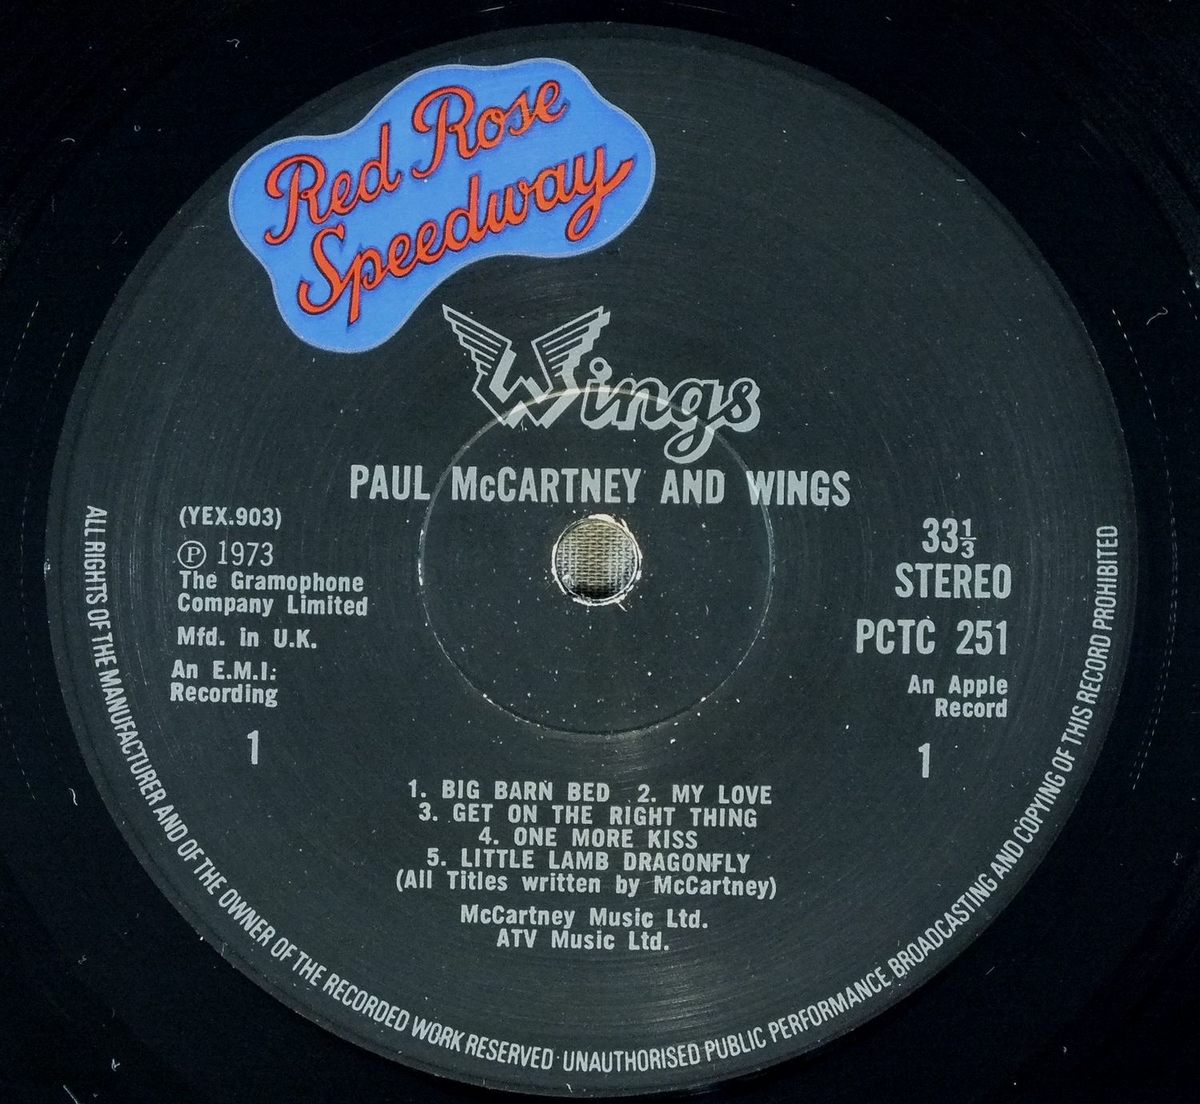 Red Rose
Speedway
Wings
PAUL McCARTNEY AND WINGS
(YEX.903)
Ⓟ 1973
The Gramophone
Company Limited
Mfd. in U.K.
An E.M.I.
Recording
1
33⅓
STEREO
PCTC 251
An Apple
Record
1
1. BIG BARN BED 2. MY LOVE
3. GET ON THE RIGHT THING
4. ONE MORE KISS
5. LITTLE LAMB DRAGONFLY
(All Titles written by McCartney)
McCartney Music Ltd.
ATV Music Ltd.
ALL RIGHTS OF THE MANUFACTURER AND OF THE OWNER OF THE RECORDED WORK RESERVED · UNAUTHORISED PUBLIC PERFORMANCE BROADCASTING AND COPYING OF THIS RECORD PROHIBITED